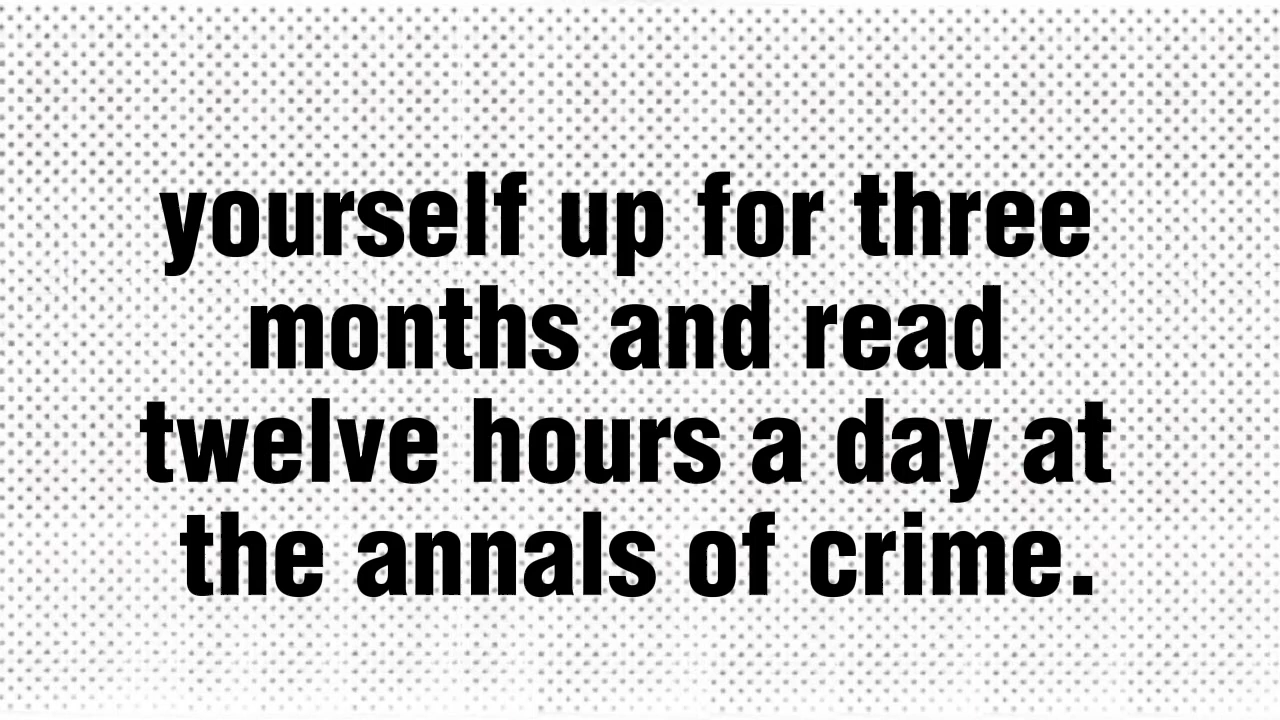 yourself up for three
months and read
twelve hours a day at
the annals of crime.